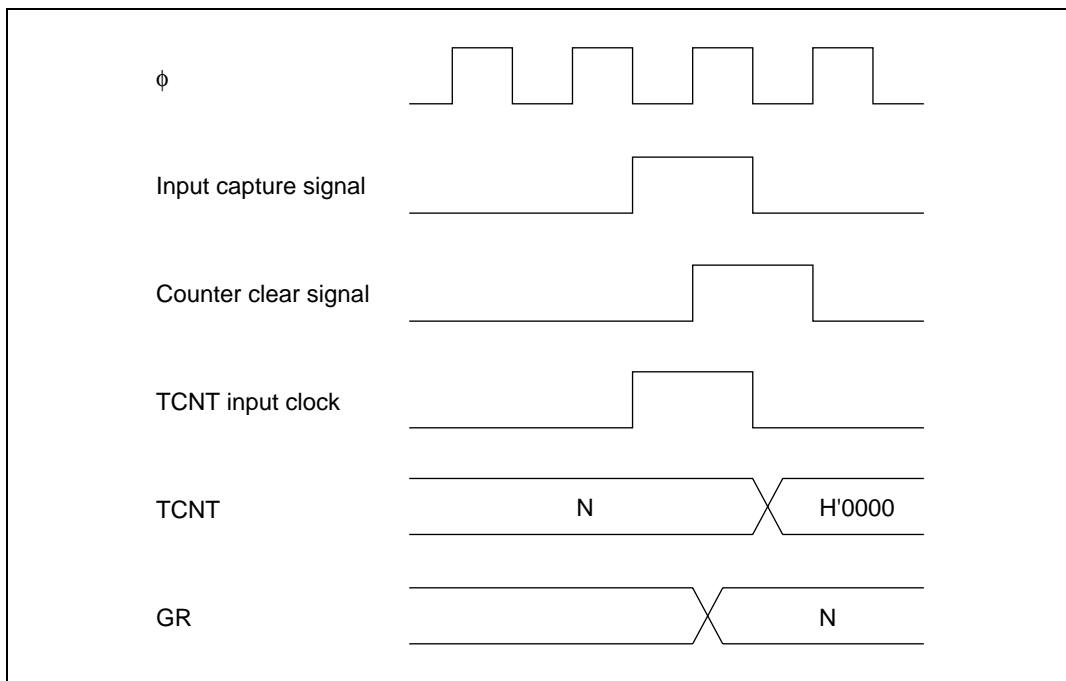 ϕ
Input capture signal
Counter clear signal
TCNT input clock
TCNT
N
H'0000
GR
N